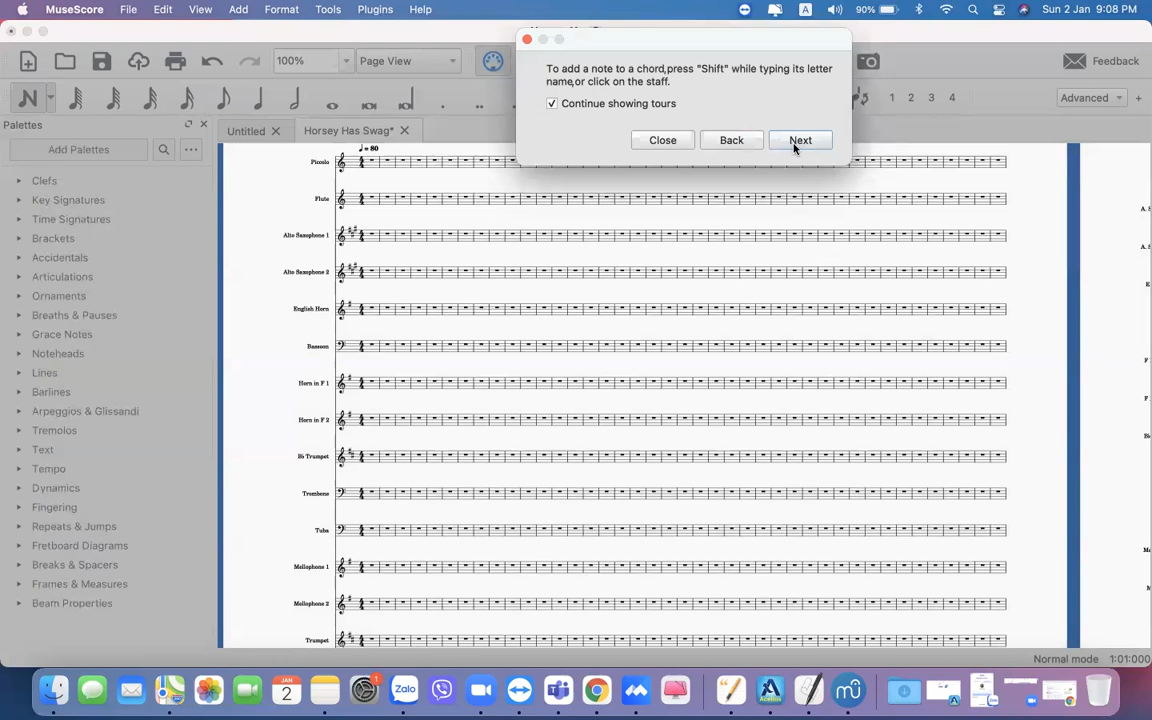 MuseScore File Edit View Add Format Tools Plugins Help
A 90% Sun 2 Jan 9:08 PM
100% Page View Feedback
To add a note to a chord,press "Shift" while typing its letter
name,or click on the staff.
Continue showing tours
Close Back Next
1 2 3 4 Advanced +
Palettes
Untitled Horsey Has Swag*
Add Palettes
Clefs
Key Signatures
Time Signatures
Brackets
Accidentals
Articulations
Ornaments
Breaths & Pauses
Grace Notes
Noteheads
Lines
Barlines
Arpeggios & Glissandi
Tremolos
Text
Tempo
Dynamics
Fingering
Repeats & Jumps
Fretboard Diagrams
Breaks & Spacers
Frames & Measures
Beam Properties
= 80
Piccolo
Flute
Alto Saxophone 1
Alto Saxophone 2
English Horn
Bassoon
Horn in F 1
Horn in F 2
B♭ Trumpet
Trombone
Tuba
Mellophone 1
Mellophone 2
Trumpet
A. S
A. S
E
F
F
B♭
M
M
Normal mode 1:01:000
JAN
2
Zalo
1